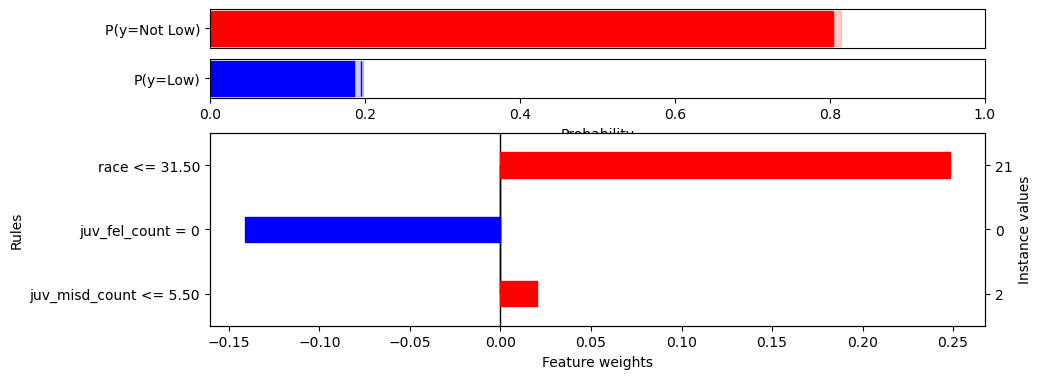 P(y=Not Low)
P(y=Low)
0.0 0.2 0.4 0.6 0.8 1.0
Probability
race <= 31.50 21
juv_fel_count = 0 0
juv_misd_count <= 5.50 2
Rules
Instance values
−0.15 −0.10 −0.05 0.00 0.05 0.10 0.15 0.20 0.25
Feature weights